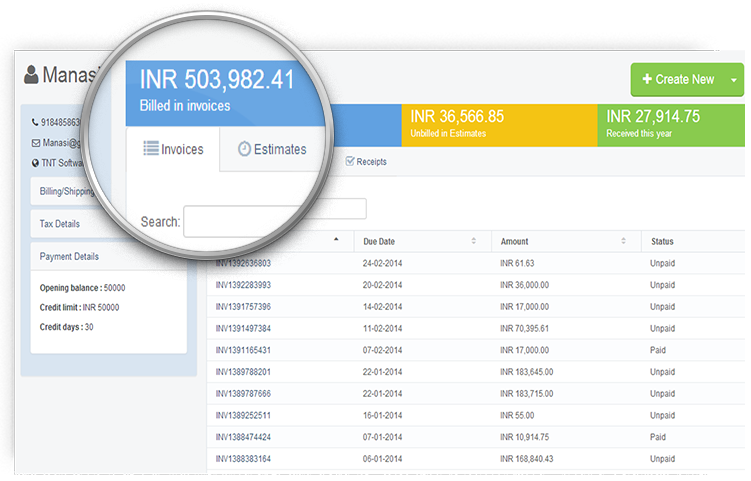 Manasi
INR 503,982.41
Billed in invoices
Create New
INR 36,566.85
Unbilled in Estimates
INR 27,914.75
Received this year
Manasi@
TNT Softwa
Invoices
Estimates
Receipts
Billing/Shipping
Search:
Tax Details
Payment Details
Opening balance : 50000
Credit limit : INR 50000
Credit days : 30
Due Date Amount Status
INV1392636803 24-02-2014 INR 61.63 Unpaid
INV1392283993 20-02-2014 INR 36,000.00 Unpaid
INV1391757396 14-02-2014 INR 17,000.00 Unpaid
INV1391497384 11-02-2014 INR 70,395.61 Unpaid
INV1391165431 07-02-2014 INR 17,000.00 Paid
INV1389788201 22-01-2014 INR 183,645.00 Unpaid
INV1389787666 22-01-2014 INR 183,715.00 Unpaid
INV1389252511 16-01-2014 INR 55.00 Unpaid
INV1388474424 07-01-2014 INR 10,914.75 Paid
INV1388383164 06-01-2014 INR 168,840.43 Unpaid